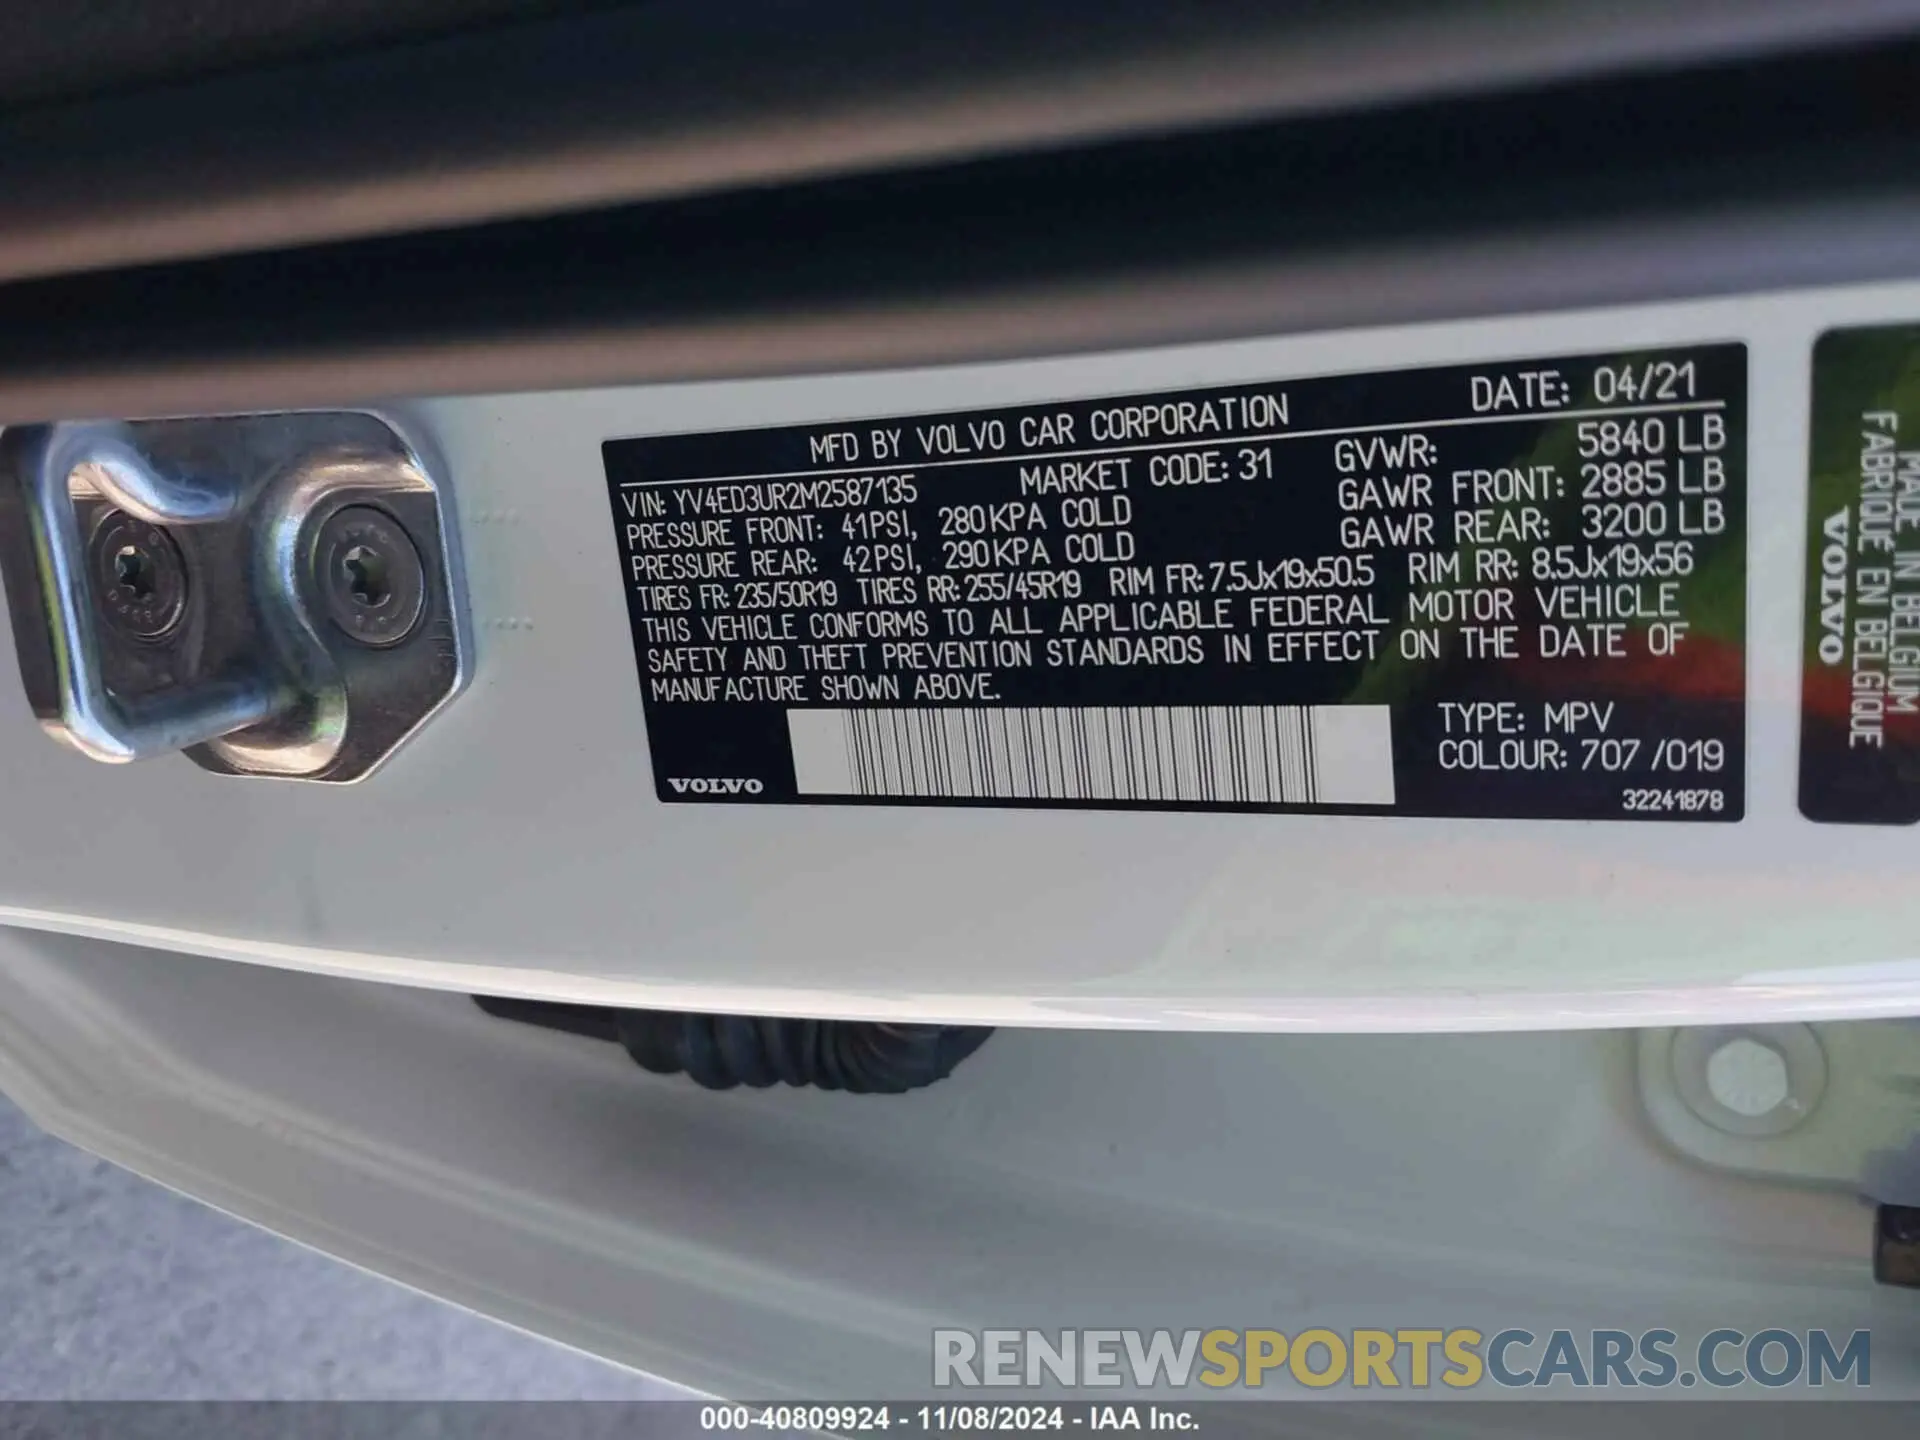 MFD BY VOLVO CAR CORPORATION DATE: 04/21
VIN: YV4ED3UR2M2587135 MARKET CODE: 31 GVWR: 5840 LB
PRESSURE FRONT: 41PSI, 280KPA COLD GAWR FRONT: 2885 LB
PRESSURE REAR: 42PSI, 290KPA COLD GAWR REAR: 3200 LB
TIRES FR: 235/50R19 TIRES RR: 255/45R19 RIM FR: 7.5Jx19x50.5 RIM RR: 8.5Jx19x56
THIS VEHICLE CONFORMS TO ALL APPLICABLE FEDERAL MOTOR VEHICLE
SAFETY AND THEFT PREVENTION STANDARDS IN EFFECT ON THE DATE OF
MANUFACTURE SHOWN ABOVE.
TYPE: MPV
COLOUR: 707 /019
VOLVO
32241878
MADE IN BELGIUM
FABRIQUÉ EN BELGIQUE
VOLVO
RENEWSPORTSCARS.COM
000-40809924 - 11/08/2024 - IAA Inc.